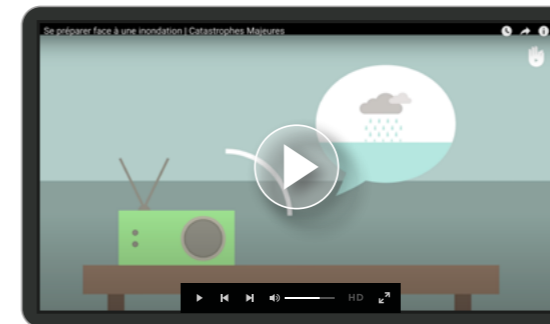 Se préparer face à une inondation | Catastrophes Majeures
HD